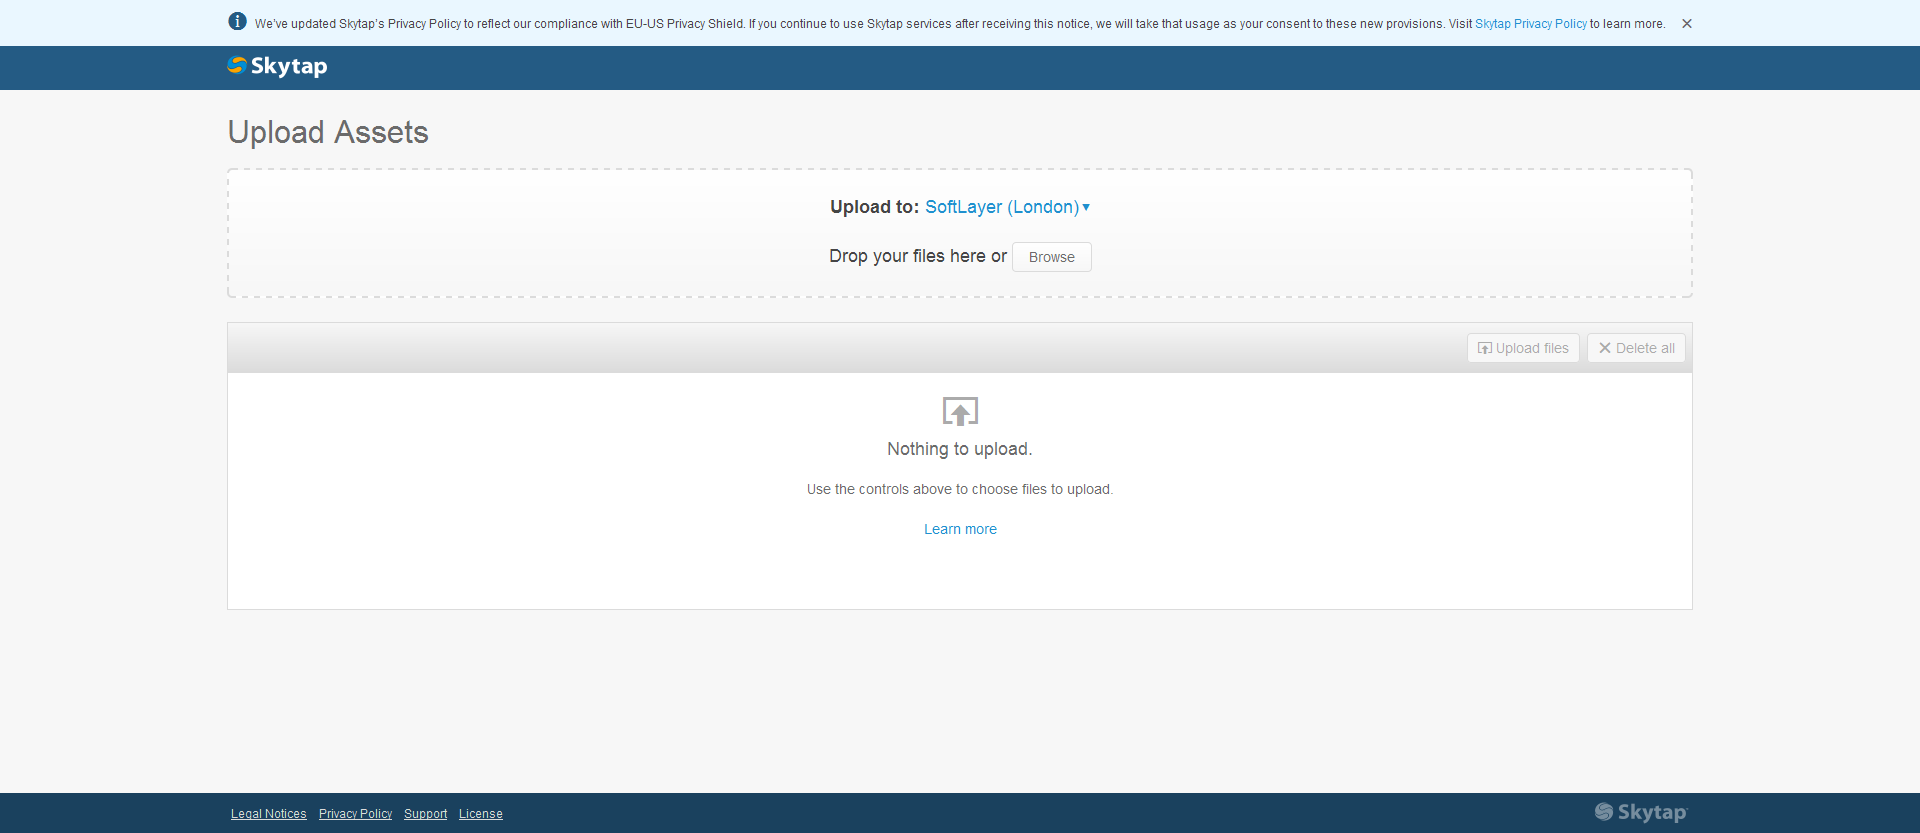 We've updated Skytap's Privacy Policy to reflect our compliance with EU-US Privacy Shield. If you continue to use Skytap services after receiving this notice, we will take that usage as your consent to these new provisions. Visit Skytap Privacy Policy to learn more.
Skytap
Upload Assets
Upload to: SoftLayer (London)
Drop your files here or Browse
Upload files Delete all
Nothing to upload.
Use the controls above to choose files to upload.
Learn more
Legal Notices Privacy Policy Support License Skytap